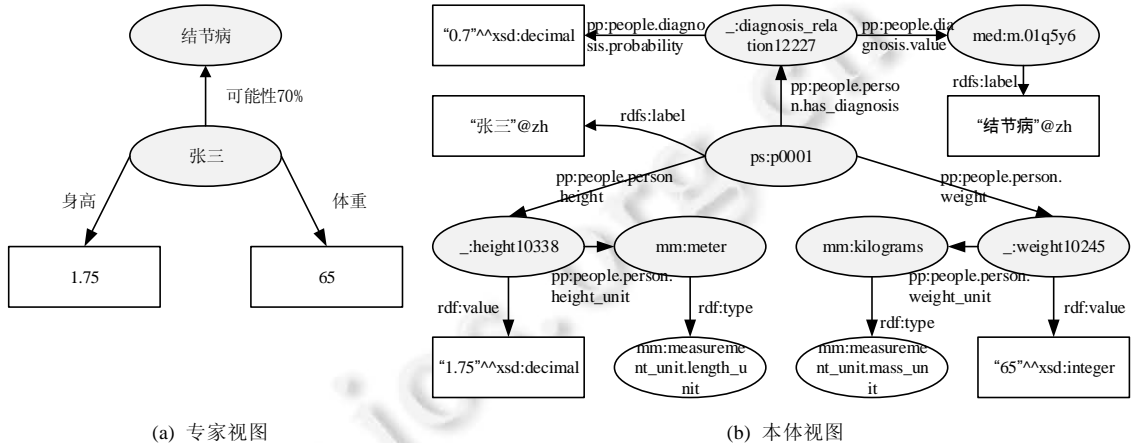 结节病
可能性70%
张三
身高
体重
1.75
65
(a) 专家视图
“0.7”^^xsd:decimal
pp:people.diagno
sis.probability
_:diagnosis_rela
tion12227
pp:people.dia
gnosis.value
med:m.01q5y6
pp:people.perso
n.has_diagnosis
rdfs:label
“张三”@zh
rdfs:label
“结节病”@zh
ps:p0001
pp:people.person.
height
pp:people.person.
weight
_:height10338
mm:meter
mm:kilograms
_:weight10245
pp:people.person.
height_unit
pp:people.person.
weight_unit
rdf:value
rdf:type
rdf:type
rdf:value
“1.75”^^xsd:decimal
mm:measureme
nt_unit.length_u
nit
mm:measuremen
t_unit.mass_un
it
“65”^^xsd:integer
(b) 本体视图